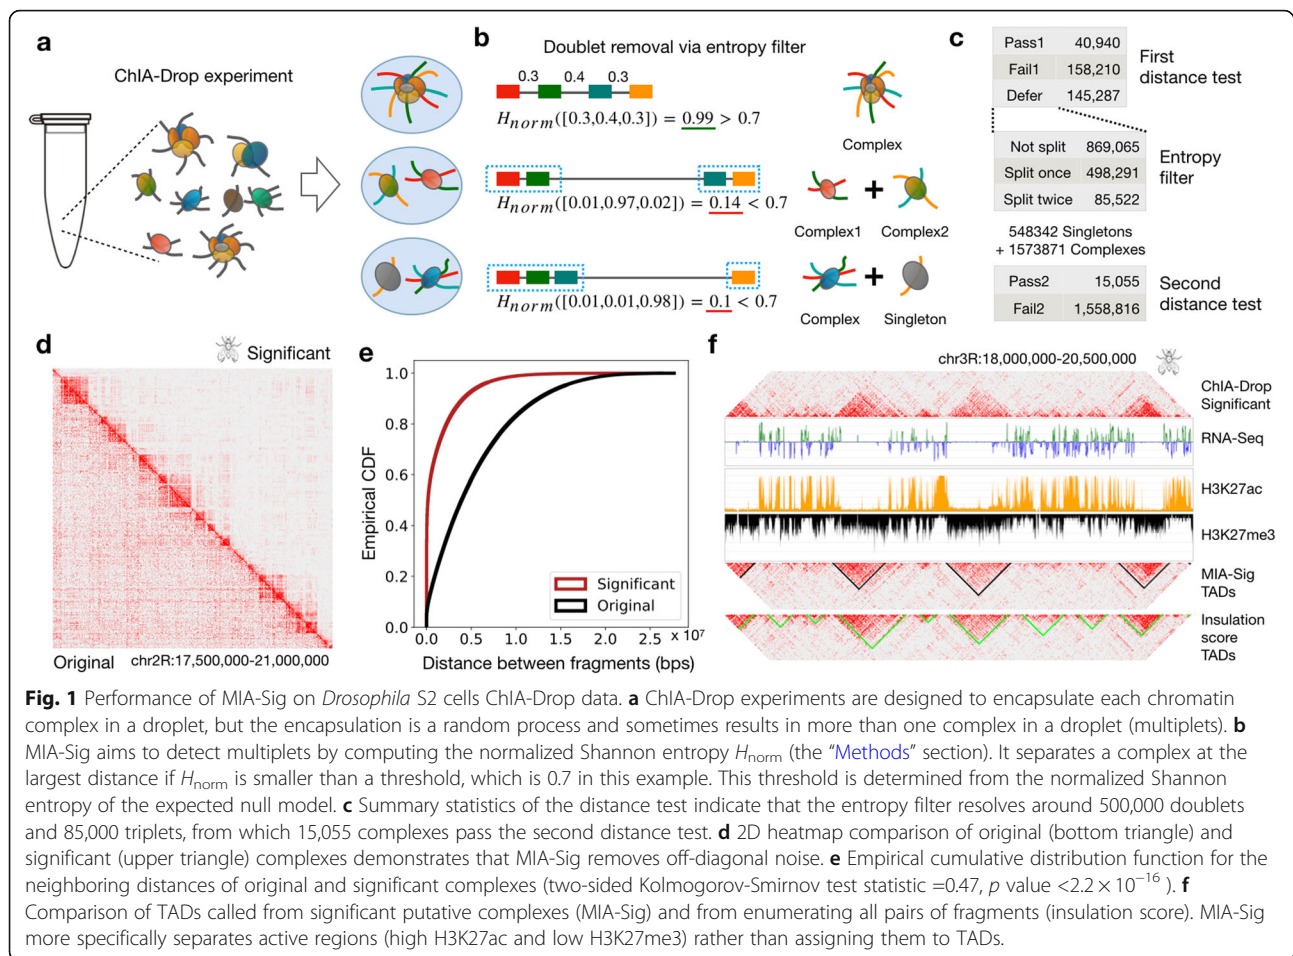 a
ChIA-Drop experiment
b
Doublet removal via entropy filter
0.3 0.4 0.3
H_norm([0.3,0.4,0.3]) = 0.99 > 0.7
Complex
H_norm([0.01,0.97,0.02]) = 0.14 < 0.7
+
Complex1 Complex2
H_norm([0.01,0.01,0.98]) = 0.1 < 0.7
+
Complex Singleton
c
Pass1 40,940
Fail1 158,210
Defer 145,287
First
distance test
Not split 869,065
Split once 498,291
Split twice 85,522
Entropy
filter
548342 Singletons
+ 1573871 Complexes
Pass2 15,055
Fail2 1,558,816
Second
distance test
d
Significant
Original
chr2R:17,500,000-21,000,000
e
Empirical CDF
1.0
0.8
0.6
0.4
0.2
0.0
Significant
Original
0.0 0.5 1.0 1.5 2.0 2.5 x 10⁷
Distance between fragments (bps)
f
chr3R:18,000,000-20,500,000
ChIA-Drop
Significant
RNA-Seq
H3K27ac
H3K27me3
MIA-Sig
TADs
Insulation
score
TADs
Fig. 1 Performance of MIA-Sig on Drosophila S2 cells ChIA-Drop data. a ChIA-Drop experiments are designed to encapsulate each chromatin
complex in a droplet, but the encapsulation is a random process and sometimes results in more than one complex in a droplet (multiplets). b
MIA-Sig aims to detect multiplets by computing the normalized Shannon entropy H_norm (the “Methods” section). It separates a complex at the
largest distance if H_norm is smaller than a threshold, which is 0.7 in this example. This threshold is determined from the normalized Shannon
entropy of the expected null model. c Summary statistics of the distance test indicate that the entropy filter resolves around 500,000 doublets
and 85,000 triplets, from which 15,055 complexes pass the second distance test. d 2D heatmap comparison of original (bottom triangle) and
significant (upper triangle) complexes demonstrates that MIA-Sig removes off-diagonal noise. e Empirical cumulative distribution function for the
neighboring distances of original and significant complexes (two-sided Kolmogorov-Smirnov test statistic =0.47, p value <2.2 × 10⁻¹⁶ ). f
Comparison of TADs called from significant putative complexes (MIA-Sig) and from enumerating all pairs of fragments (insulation score). MIA-Sig
more specifically separates active regions (high H3K27ac and low H3K27me3) rather than assigning them to TADs.